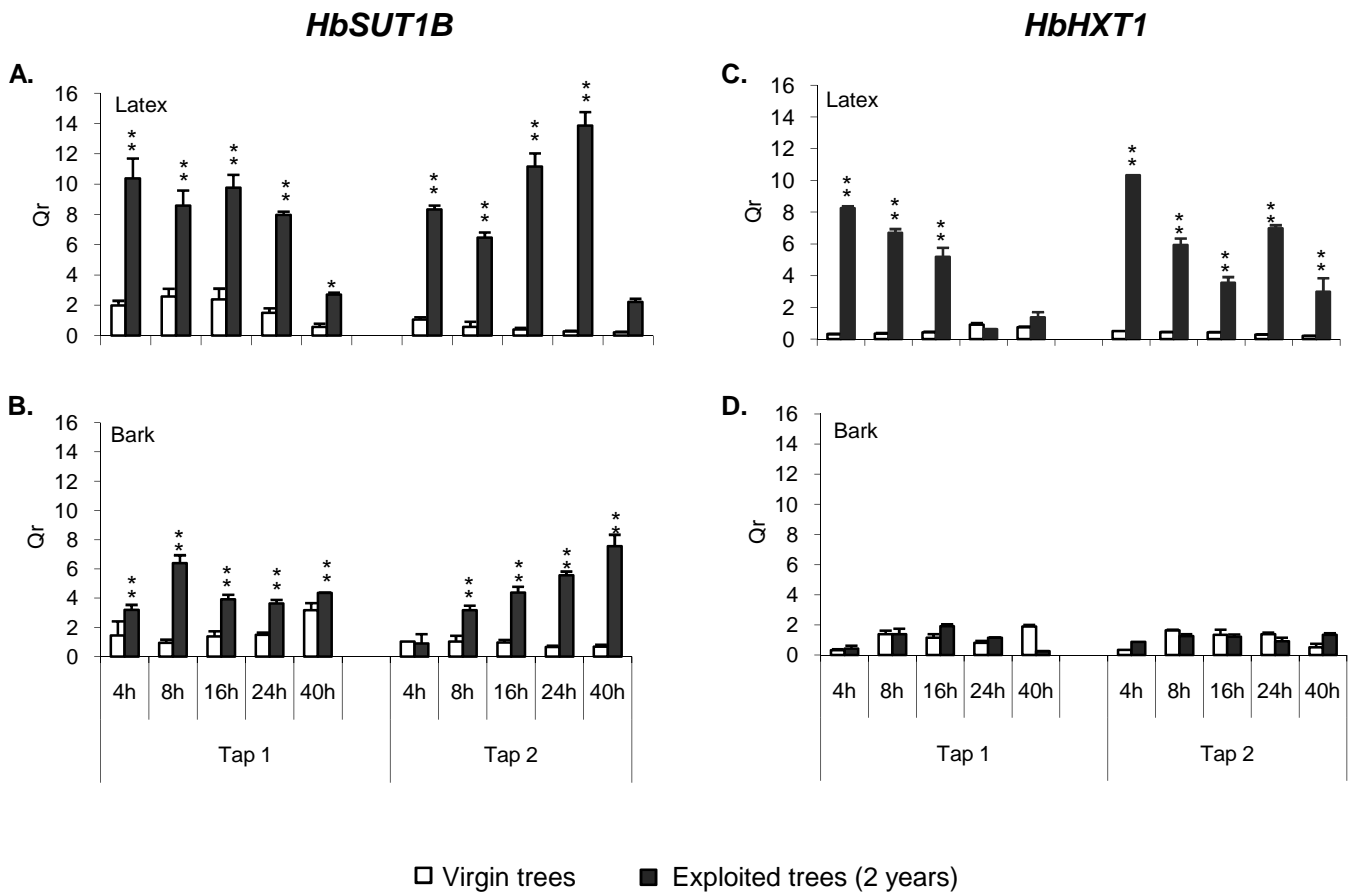 HbSUT1B
HbHXT1
A.
Latex
Qr
16
14
12
10
8
6
4
2
0
** ** ** ** * ** ** ** **
C.
Latex
Qr
16
14
12
10
8
6
4
2
0
** ** ** ** ** ** ** **
B.
Bark
Qr
16
14
12
10
8
6
4
2
0
** ** ** ** ** ** ** ** **
4h 8h 16h 24h 40h 4h 8h 16h 24h 40h
Tap 1 Tap 2
D.
Bark
Qr
16
14
12
10
8
6
4
2
0
4h 8h 16h 24h 40h 4h 8h 16h 24h 40h
Tap 1 Tap 2
Virgin trees Exploited trees (2 years)